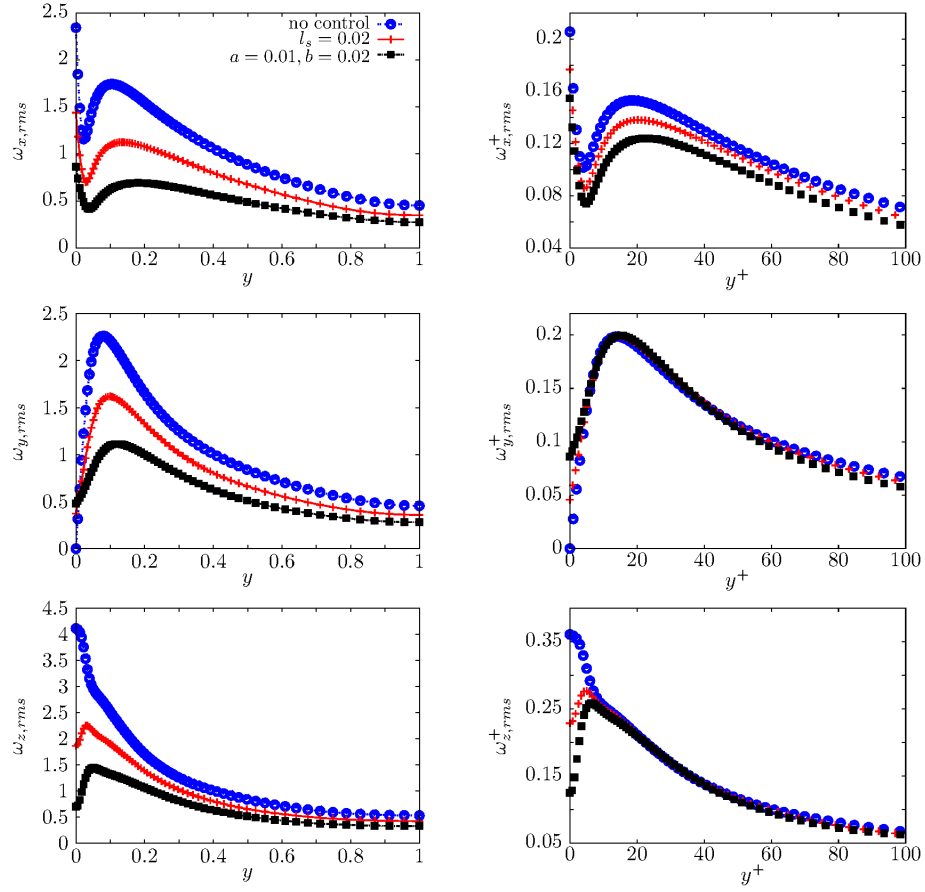 no control
l_s = 0.02
a = 0.01, b = 0.02
ω_{x,rms}
2.5
2
1.5
1
0.5
0
0 0.2 0.4 0.6 0.8 1
y
ω^+_{x,rms}
0.2
0.16
0.12
0.08
0.04
0 20 40 60 80 100
y^+
ω_{y,rms}
2.5
2
1.5
1
0.5
0
0 0.2 0.4 0.6 0.8 1
y
ω^+_{y,rms}
0.2
0.15
0.1
0.05
0
0 20 40 60 80 100
y^+
ω_{z,rms}
4.5
4
3.5
3
2.5
2
1.5
1
0.5
0
0 0.2 0.4 0.6 0.8 1
y
ω^+_{z,rms}
0.35
0.25
0.15
0.05
0 20 40 60 80 100
y^+